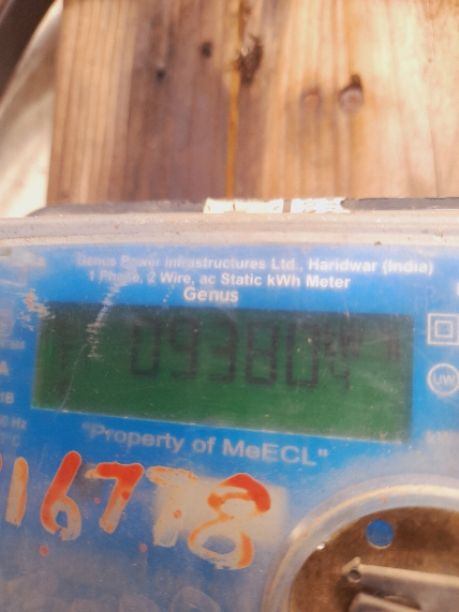 Genus Power Infrastructures Ltd., Haridwar (India)
1 Phase, 2 Wire, ac Static kWh Meter
Genus
09380
"Property of MeECL"
16778
UW